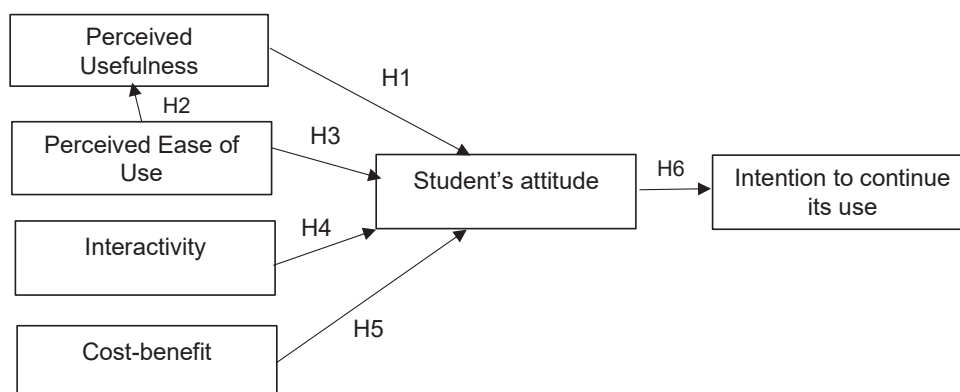 Perceived
Usefulness
H1
H2
Perceived Ease of
Use
H3
Student’s attitude
H6
Intention to continue
its use
Interactivity
H4
H5
Cost-benefit